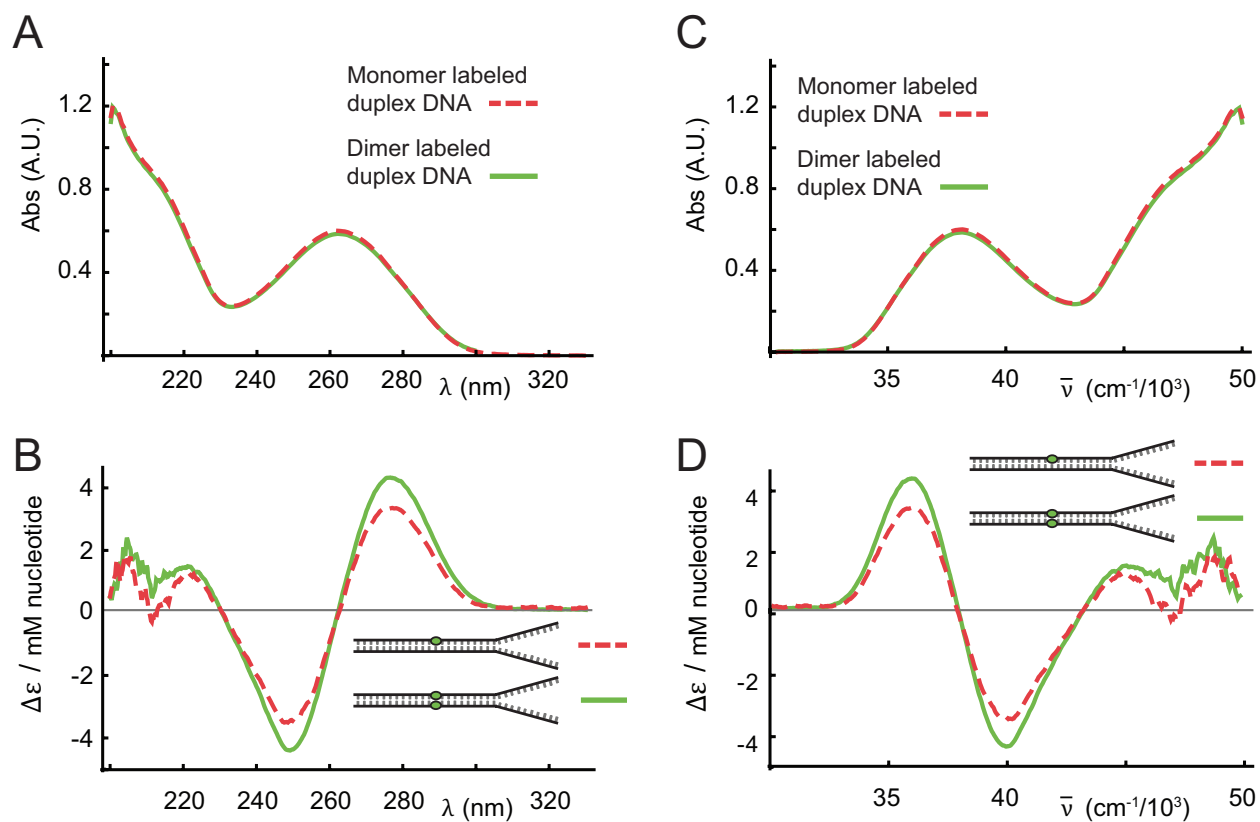 A
Abs (A.U.)
1.2
0.8
0.4
Monomer labeled
duplex DNA
Dimer labeled
duplex DNA
220 240 260 280 320
λ (nm)
C
Abs (A.U.)
1.2
0.8
0.4
Monomer labeled
duplex DNA
Dimer labeled
duplex DNA
35 40 50
ν̄ (cm⁻¹/10³)
B
Δε / mM nucleotide
4
2
0
-2
-4
220 240 260 280 320
λ (nm)
D
Δε / mM nucleotide
4
2
0
-2
-4
35 40 50
ν̄ (cm⁻¹/10³)